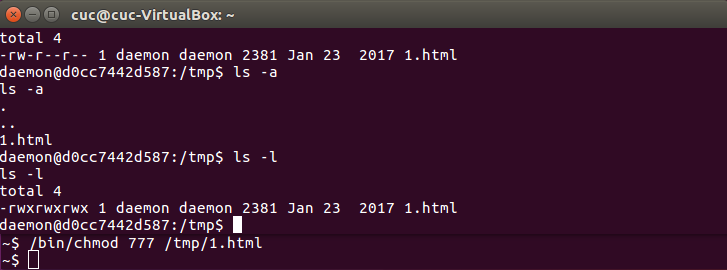 cuc@cuc-VirtualBox: ~
total 4
-rw-r--r-- 1 daemon daemon 2381 Jan 23  2017 1.html
daemon@d0cc7442d587:/tmp$ ls -a
ls -a
.
..
1.html
daemon@d0cc7442d587:/tmp$ ls -l
ls -l
total 4
-rwxrwxrwx 1 daemon daemon 2381 Jan 23  2017 1.html
daemon@d0cc7442d587:/tmp$
~$ /bin/chmod 777 /tmp/1.html
~$